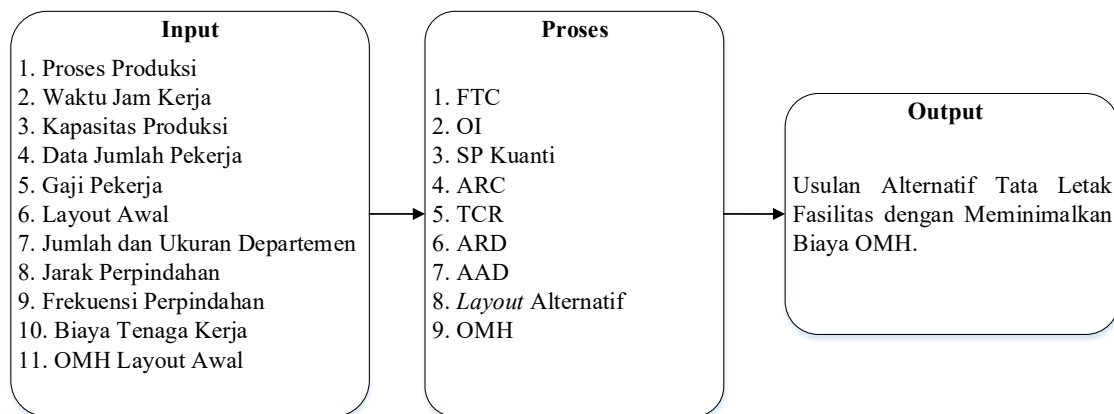 Input
1. Proses Produksi
2. Waktu Jam Kerja
3. Kapasitas Produksi
4. Data Jumlah Pekerja
5. Gaji Pekerja
6. Layout Awal
7. Jumlah dan Ukuran Departemen
8. Jarak Perpindahan
9. Frekuensi Perpindahan
10. Biaya Tenaga Kerja
11. OMH Layout Awal
Proses
1. FTC
2. OI
3. SP Kuanti
4. ARC
5. TCR
6. ARD
7. AAD
8. Layout Alternatif
9. OMH
Output
Usulan Alternatif Tata Letak
Fasilitas dengan Meminimalkan
Biaya OMH.